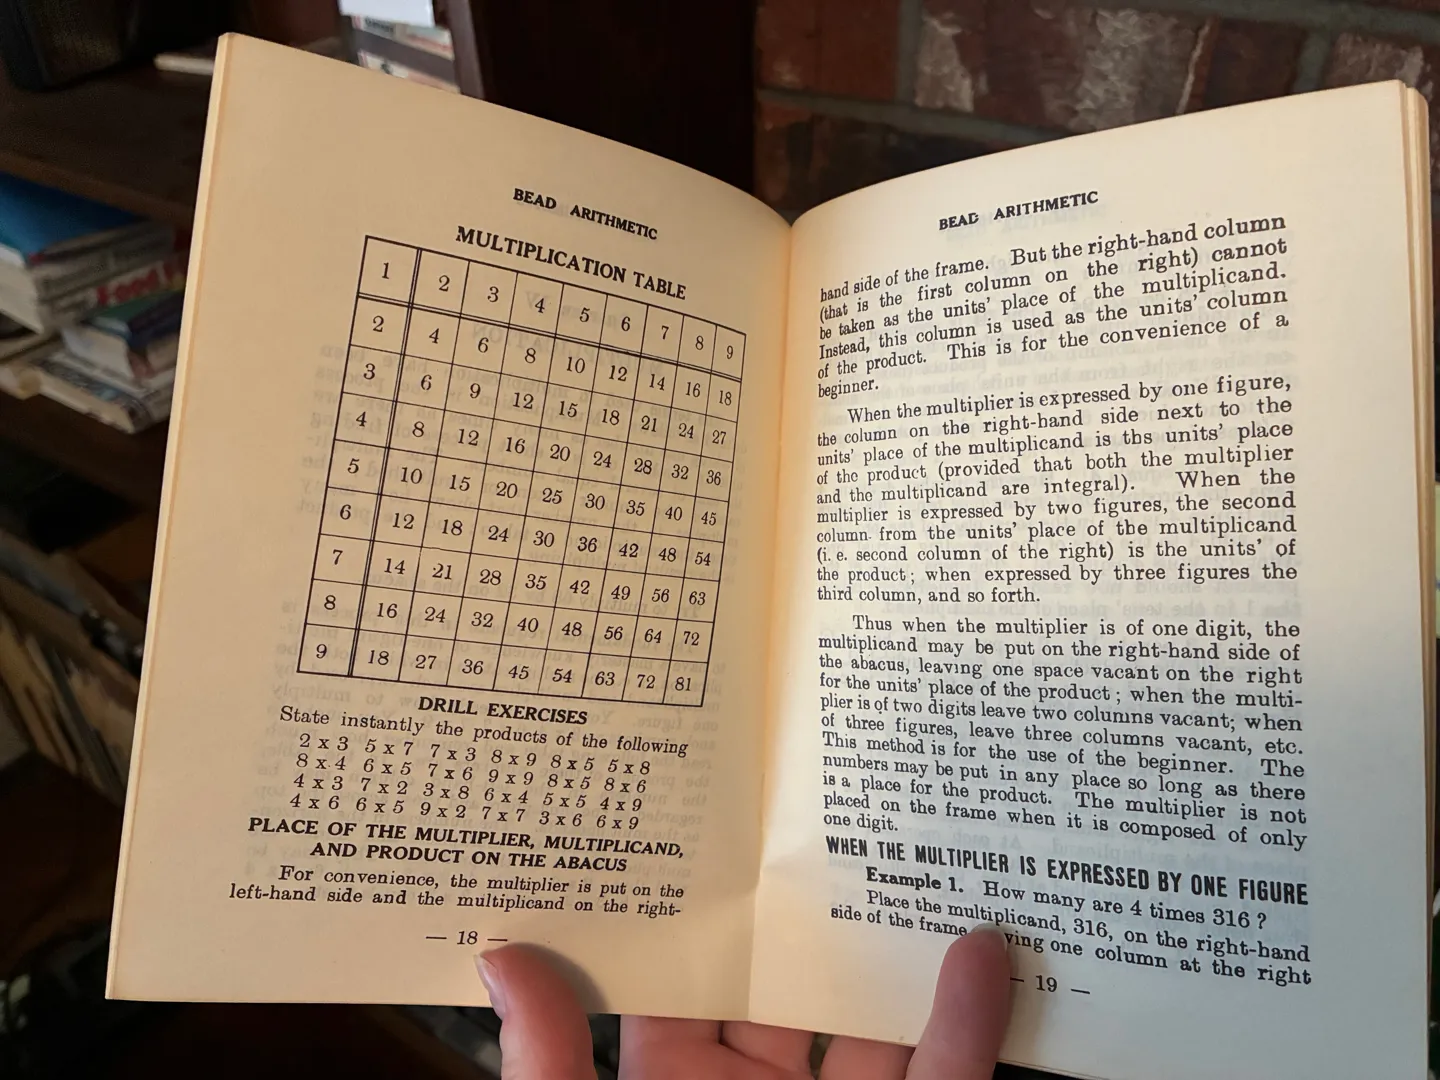 BEAD ARITHMETIC
MULTIPLICATION TABLE
1 2 3 4 5 6 7 8 9
2 4 6 8 10 12 14 16 18
3 6 9 12 15 18 21 24 27
4 8 12 16 20 24 28 32 36
5 10 15 20 25 30 35 40 45
6 12 18 24 30 36 42 48 54
7 14 21 28 35 42 49 56 63
8 16 24 32 40 48 56 64 72
9 18 27 36 45 54 63 72 81
DRILL EXERCISES
State instantly the products of the following
2 x 3 5 x 7 7 x 3 8 x 9 8 x 5 5 x 8
8 x 4 6 x 5 7 x 6 9 x 9 8 x 5 8 x 6
4 x 3 7 x 2 3 x 8 6 x 4 5 x 5 4 x 9
4 x 6 6 x 5 9 x 2 7 x 7 3 x 6 6 x 9
PLACE OF THE MULTIPLIER, MULTIPLICAND,
AND PRODUCT ON THE ABACUS
For convenience, the multiplier is put on the
left-hand side and the multiplicand on the right-
— 18 —
BEAD ARITHMETIC
hand side of the frame. But the right-hand column
(that is the first column on the right) cannot
be taken as the units' place of the multiplicand.
Instead, this column is used as the units' column
of the product. This is for the convenience of a
beginner.
When the multiplier is expressed by one figure,
the column on the right-hand side next to the
units' place of the multiplicand is ths units' place
of the product (provided that both the multiplier
and the multiplicand are integral). When the
multiplier is expressed by two figures, the second
column from the units' place of the multiplicand
(i. e. second column of the right) is the units' of
the product; when expressed by three figures the
third column, and so forth.
Thus when the multiplier is of one digit, the
multiplicand may be put on the right-hand side of
the abacus, leaving one space vacant on the right
for the units' place of the product; when the multi-
plier is of two digits leave two columns vacant; when
of three figures, leave three columns vacant, etc.
This method is for the use of the beginner. The
numbers may be put in any place so long as there
is a place for the product. The multiplier is not
placed on the frame when it is composed of only
one digit.
WHEN THE MULTIPLIER IS EXPRESSED BY ONE FIGURE
Example 1. How many are 4 times 316 ?
Place the multiplicand, 316, on the right-hand
side of the frame ving one column at the right
— 19 —